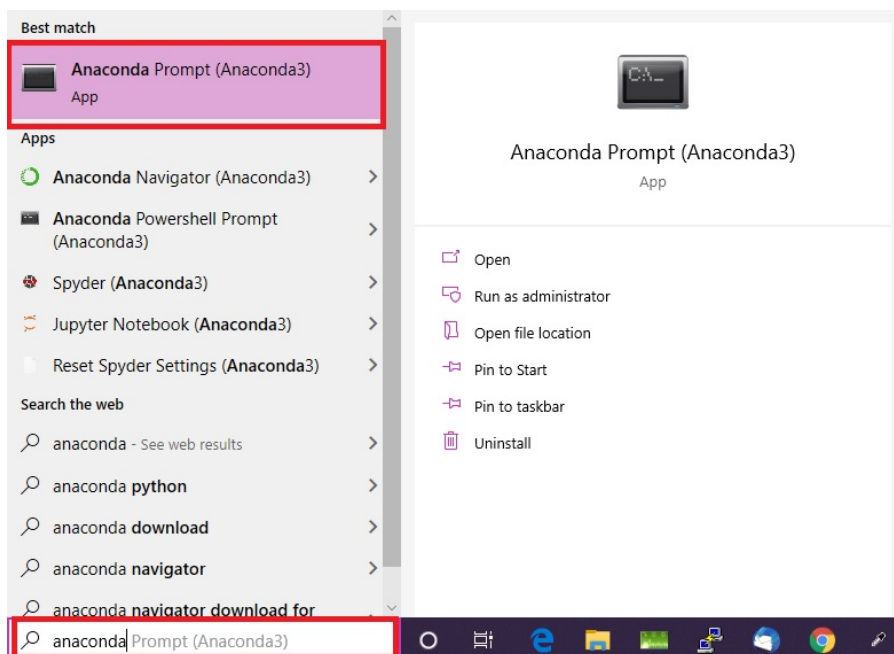 Best match
Anaconda Prompt (Anaconda3)
App
Apps
Anaconda Navigator (Anaconda3)
Anaconda Powershell Prompt
(Anaconda3)
Spyder (Anaconda3)
Jupyter Notebook (Anaconda3)
Reset Spyder Settings (Anaconda3)
Search the web
anaconda - See web results
anaconda python
anaconda download
anaconda navigator
anaconda navigator download for
anaconda Prompt (Anaconda3)
C:\_
Anaconda Prompt (Anaconda3)
App
Open
Run as administrator
Open file location
Pin to Start
Pin to taskbar
Uninstall